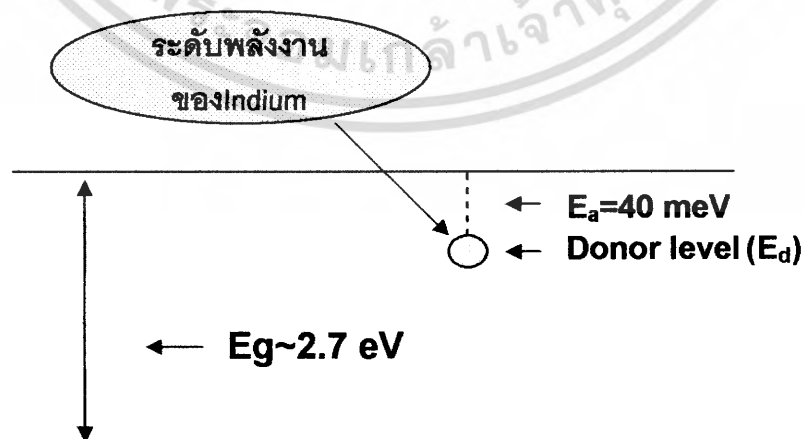 ระดับพลังงาน
ของIndium
Eₐ=40 meV
Donor level (E_d)
Eg~2.7 eV